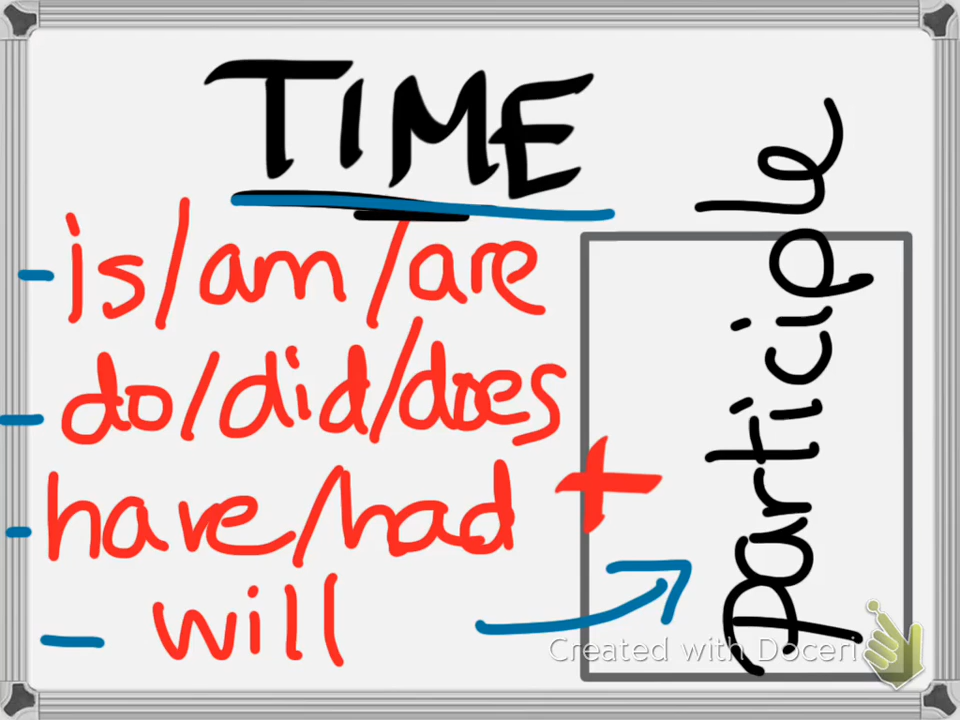 TIME
- is/am/are
- do/did/does
- have/had
- will
+
participle
Created with Doceri